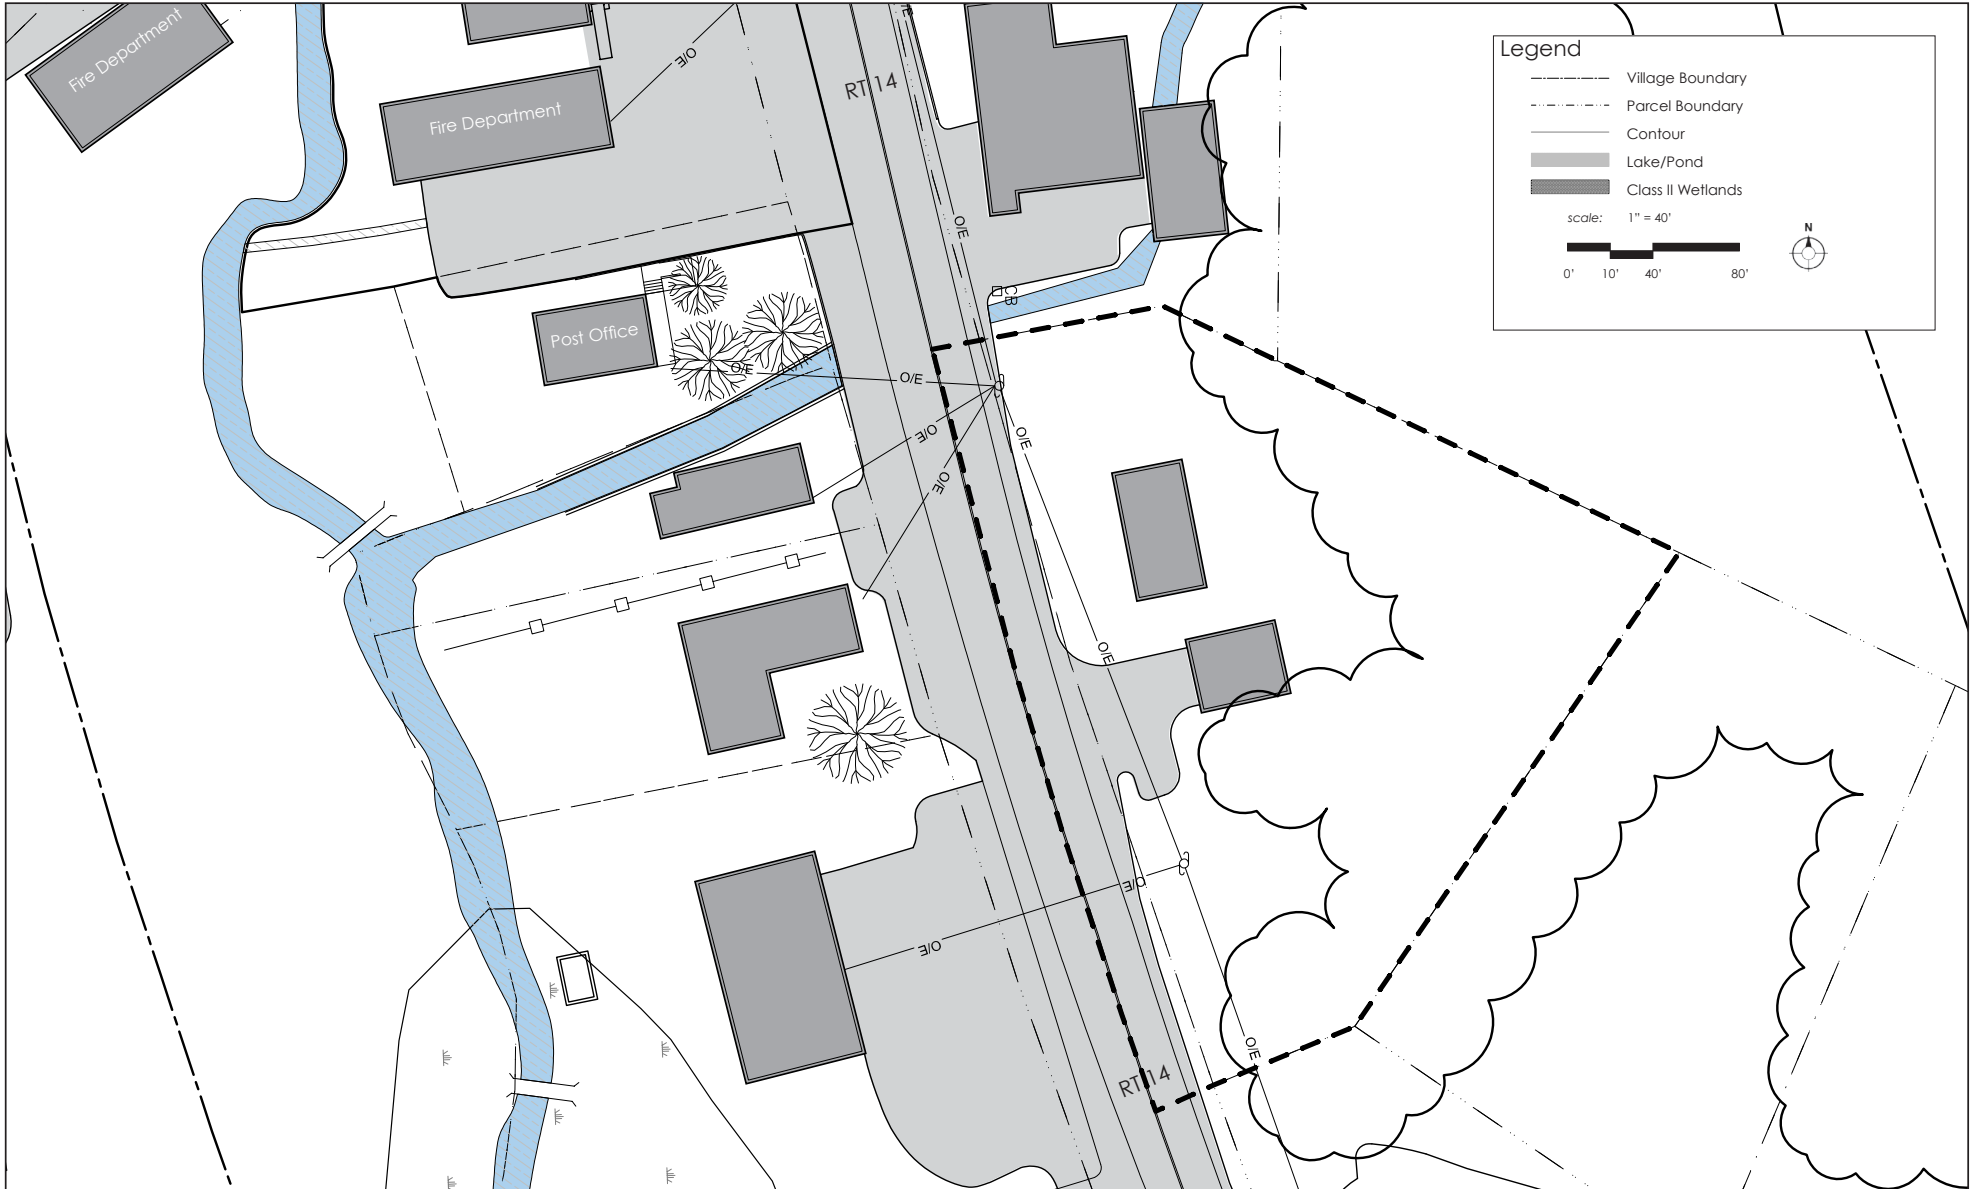 Fire Department
O/E
O/E
RT 14
Fire Department
Legend
Village Boundary
Parcel Boundary
Contour
Lake/Pond
Class II Wetlands
scale: 1" = 40'
N
0' 10' 40' 80'
O/E
CB
Post Office
O/E
O/E
O/E
O/E
O/E
O/E
O/E
O/E
O/E
RT 14